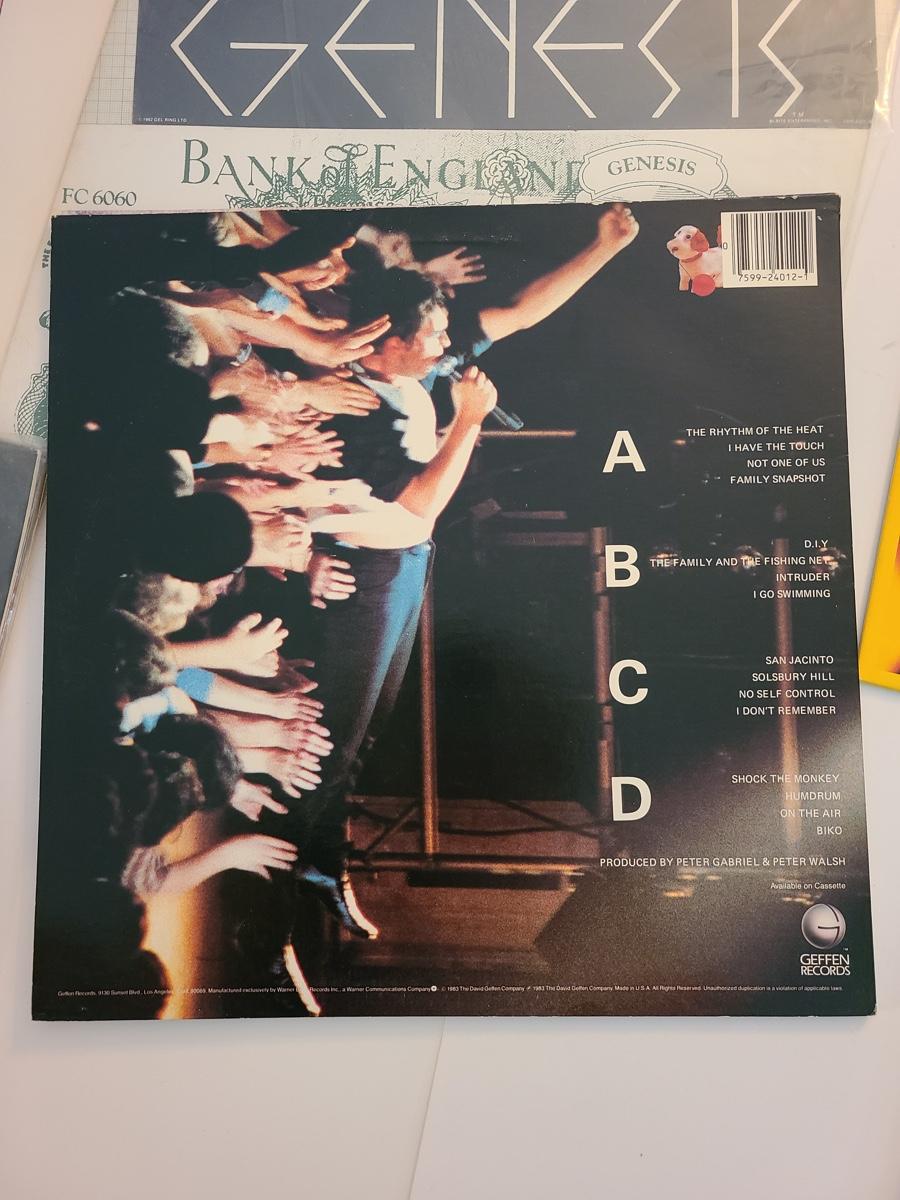 GENESIS
© 1982 GEL RING LTD
TM
BANK of ENGLAND
GENESIS
FC 6060
0
7599-24012-1
A
THE RHYTHM OF THE HEAT
I HAVE THE TOUCH
NOT ONE OF US
FAMILY SNAPSHOT
B
D.I.Y
THE FAMILY AND THE FISHING NET
INTRUDER
I GO SWIMMING
C
SAN JACINTO
SOLSBURY HILL
NO SELF CONTROL
I DON'T REMEMBER
D
SHOCK THE MONKEY
HUMDRUM
ON THE AIR
BIKO
PRODUCED BY PETER GABRIEL & PETER WALSH
Available on Cassette
G
GEFFEN
RECORDS
TM
Geffen Records, 9130 Sunset Blvd., Los Angeles, 90069. Manufactured exclusively by Warner Records Inc., a Warner Communications Company. © 1983 The David Geffen Company ℗ 1983 The David Geffen Company. Made in U.S.A. All Rights Reserved. Unauthorized duplication is a violation of applicable laws.